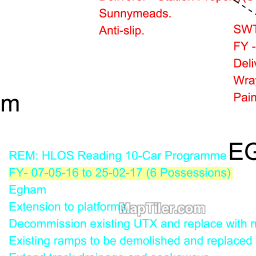 Sunnymeads.
Anti-slip.
SWT
FY -
Deliv
Wra
Pain
m
EG
REM: HLOS Reading 10-Car Programme
FY- 07-05-16 to 25-02-17 (6 Possessions)
Egham
Extension to platform
MapTiler.com
Decommission existing UTX and replace with n
Existing ramps to be demolished and replaced